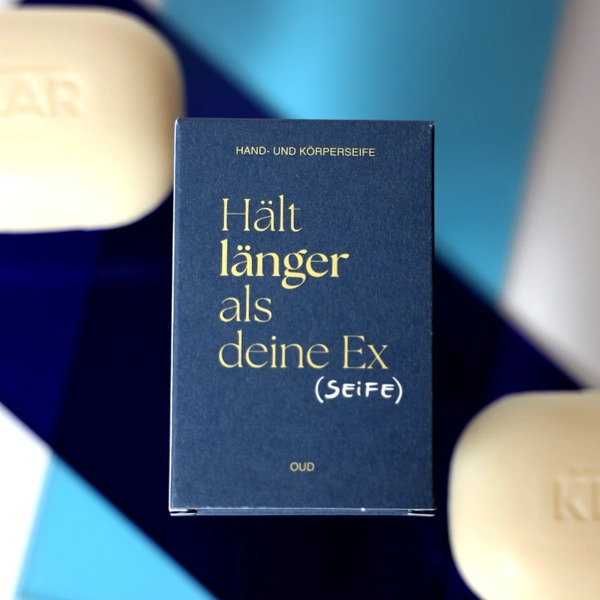 HAND- UND KÖRPERSEIFE
Hält
länger
als
deine Ex
(SEiFE)
OUD